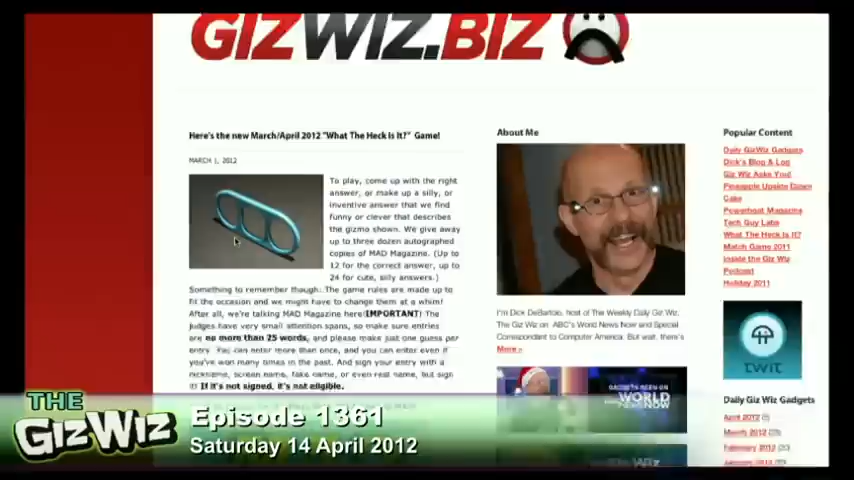 GIZWIZ.BIZ
Here's the new March/April 2012 "What The Heck Is It?" Game!
MARCH 1, 2012
To play, come up with the right
answer, or make up a silly, or
inventive answer that we find
funny or clever that describes
the gizmo shown. We give away
up to three dozen autographed
copies of MAD Magazine. (Up to
12 for the correct answer, up to
24 for cute, silly answers.)
Something to remember though: The game rules are made up to
fit the occasion and we might have to change them at a whim!
After all, we're talking MAD Magazine here! IMPORTANT! The
judges have very small attention spans, so make sure entries
are no more than 25 words, and please make just one guess per
entry. You can enter more than once, and you can enter even if
you've won many times in the past. And sign your entry with a
nickname, screen name, fake name, or even real name, but sign
it! If it's not signed, it's not eligible.
About Me
I'm Dick DeBartolo, host of The Weekly Daily Giz Wiz,
The Giz Wiz on ABC's World News Now and Special
Correspondent to Computer America. But wait, there's
More »
GADGETS SEEN ON
WORLD
NEWS NOW
Popular Content
Daily GizWiz Gadgets
Dick's Blog & Log
Giz Wiz Asks You!
Pineapple Upside Down
Cake
Powerboat Magazine
Tech Guy Labs
What The Heck Is It?
Match Game 2011
Inside the Giz Wiz
Podcast
Holiday 2011
TWiT
Daily Giz Wiz Gadgets
April 2012
March 2012
February 2012
January 2012
THE
GIZWIZ
Episode 1361
Saturday 14 April 2012